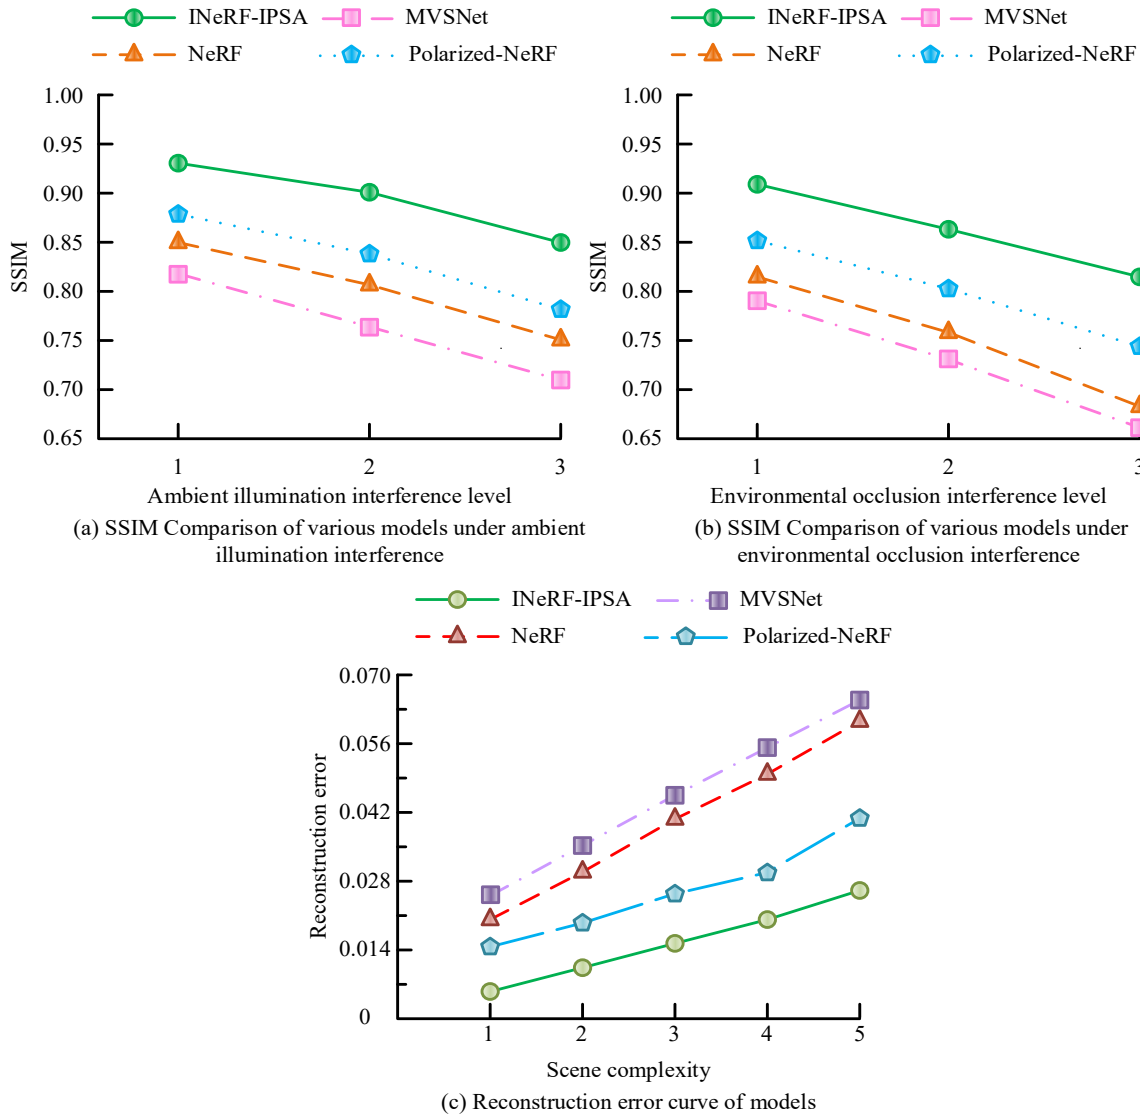 INeRF-IPSA
MVSNet
NeRF
Polarized-NeRF
1.00
0.95
0.90
0.85
0.80
0.75
0.70
0.65
SSIM
1 2 3
Ambient illumination interference level
(a) SSIM Comparison of various models under ambient
illumination interference
INeRF-IPSA
MVSNet
NeRF
Polarized-NeRF
1.00
0.95
0.90
0.85
0.80
0.75
0.70
0.65
SSIM
1 2 3
Environmental occlusion interference level
(b) SSIM Comparison of various models under
environmental occlusion interference
INeRF-IPSA
MVSNet
NeRF
Polarized-NeRF
0.070
0.056
0.042
0.028
0.014
0
Reconstruction error
1 2 3 4 5
Scene complexity
(c) Reconstruction error curve of models